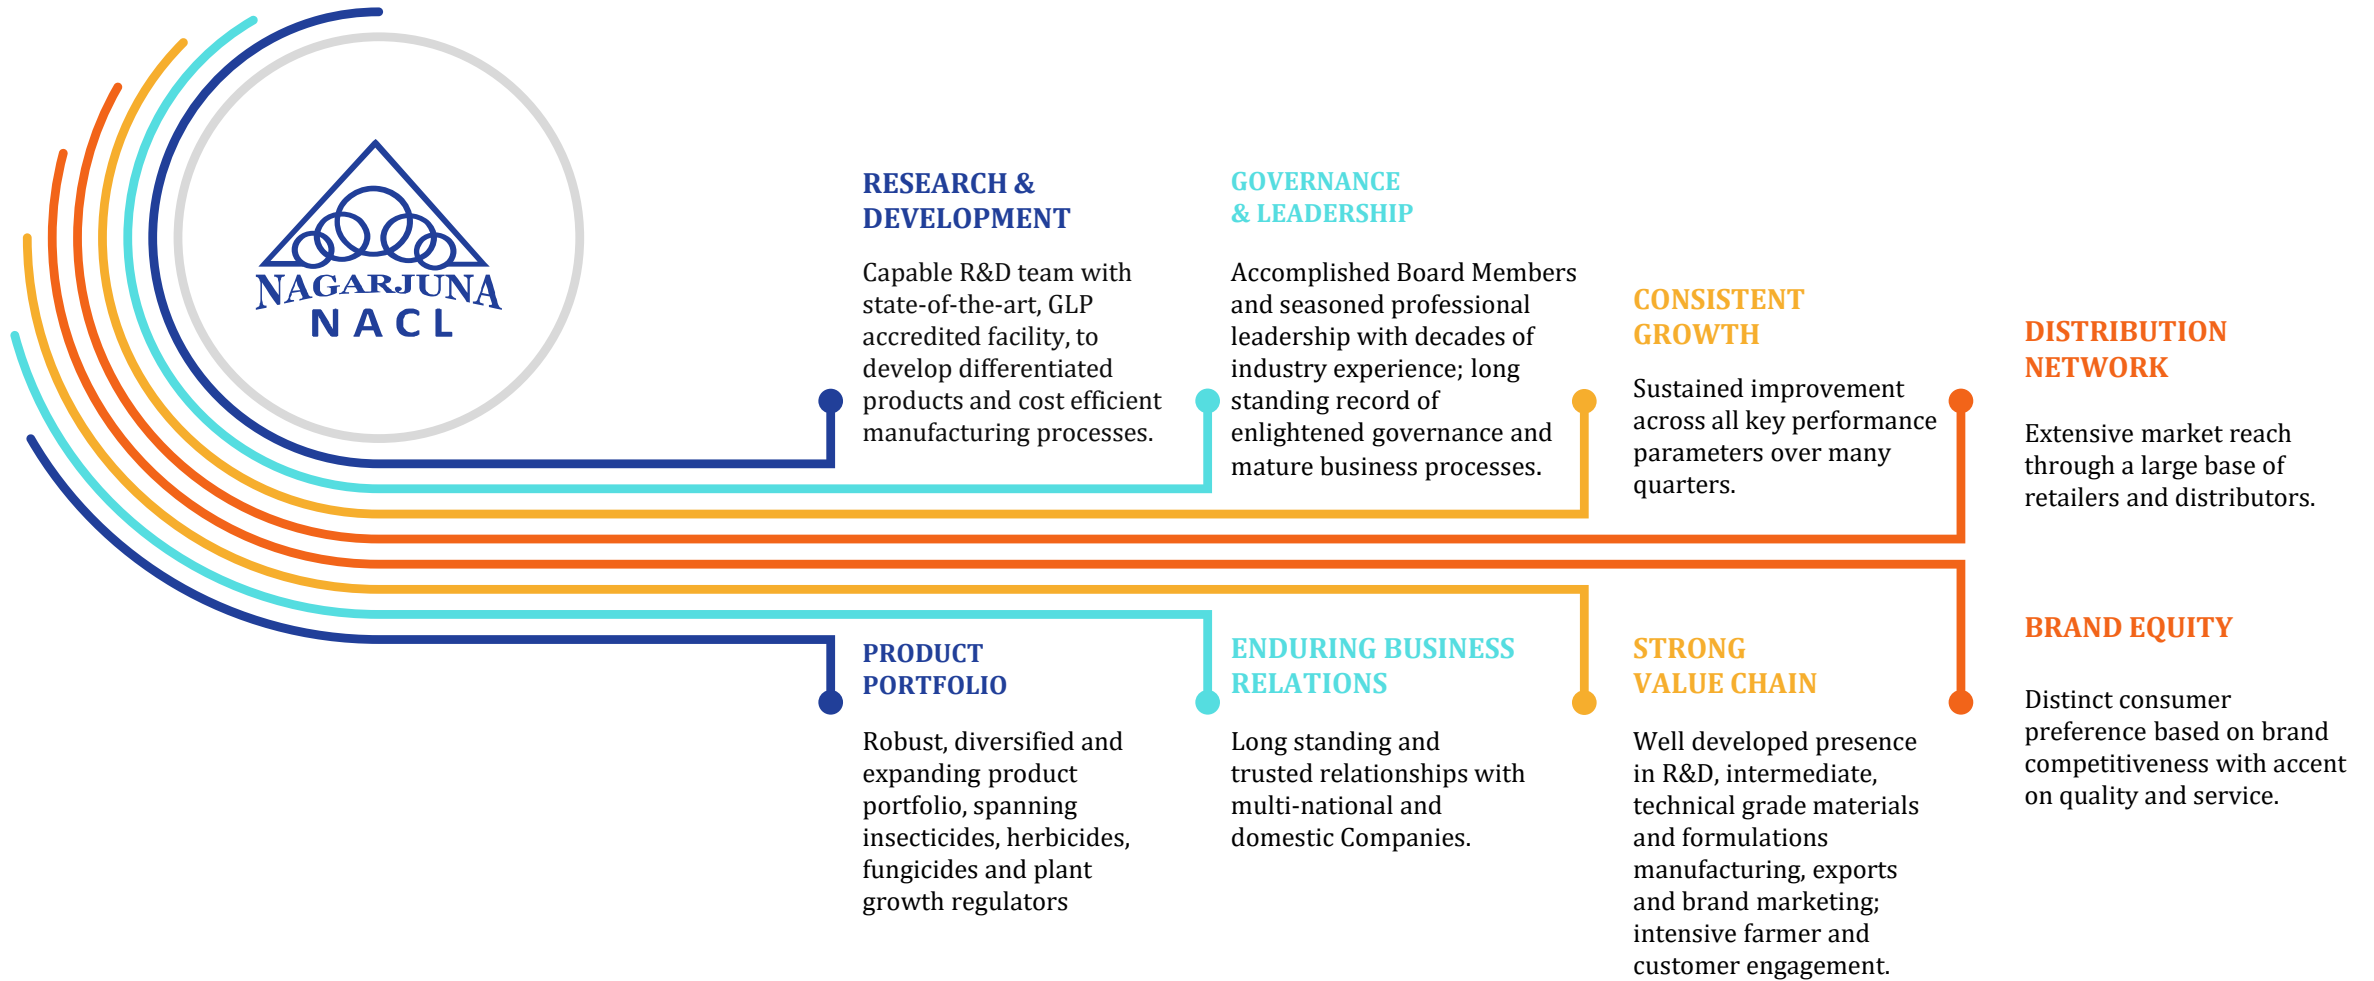 NAGARJUNA
NACL
RESEARCH &
DEVELOPMENT
Capable R&D team with
state-of-the-art, GLP
accredited facility, to
develop differentiated
products and cost efficient
manufacturing processes.
GOVERNANCE
& LEADERSHIP
Accomplished Board Members
and seasoned professional
leadership with decades of
industry experience; long
standing record of
enlightened governance and
mature business processes.
CONSISTENT
GROWTH
Sustained improvement
across all key performance
parameters over many
quarters.
DISTRIBUTION
NETWORK
Extensive market reach
through a large base of
retailers and distributors.
PRODUCT
PORTFOLIO
Robust, diversified and
expanding product
portfolio, spanning
insecticides, herbicides,
fungicides and plant
growth regulators
ENDURING BUSINESS
RELATIONS
Long standing and
trusted relationships with
multi-national and
domestic Companies.
STRONG
VALUE CHAIN
Well developed presence
in R&D, intermediate,
technical grade materials
and formulations
manufacturing, exports
and brand marketing;
intensive farmer and
customer engagement.
BRAND EQUITY
Distinct consumer
preference based on brand
competitiveness with accent
on quality and service.